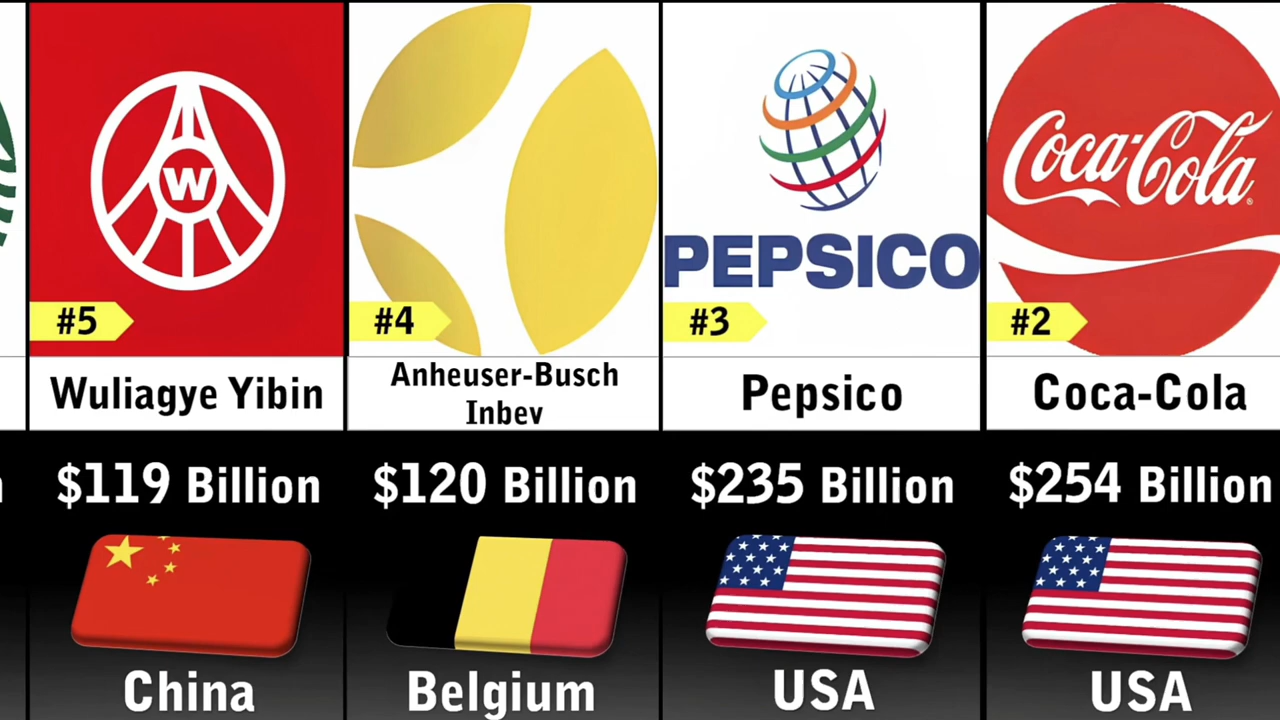 W
#5
Wuliagye Yibin
$119 Billion
China
#4
Anheuser-Busch
Inbev
$120 Billion
Belgium
PEPSICO
#3
Pepsico
$235 Billion
USA
Coca-Cola
#2
Coca-Cola
$254 Billion
USA